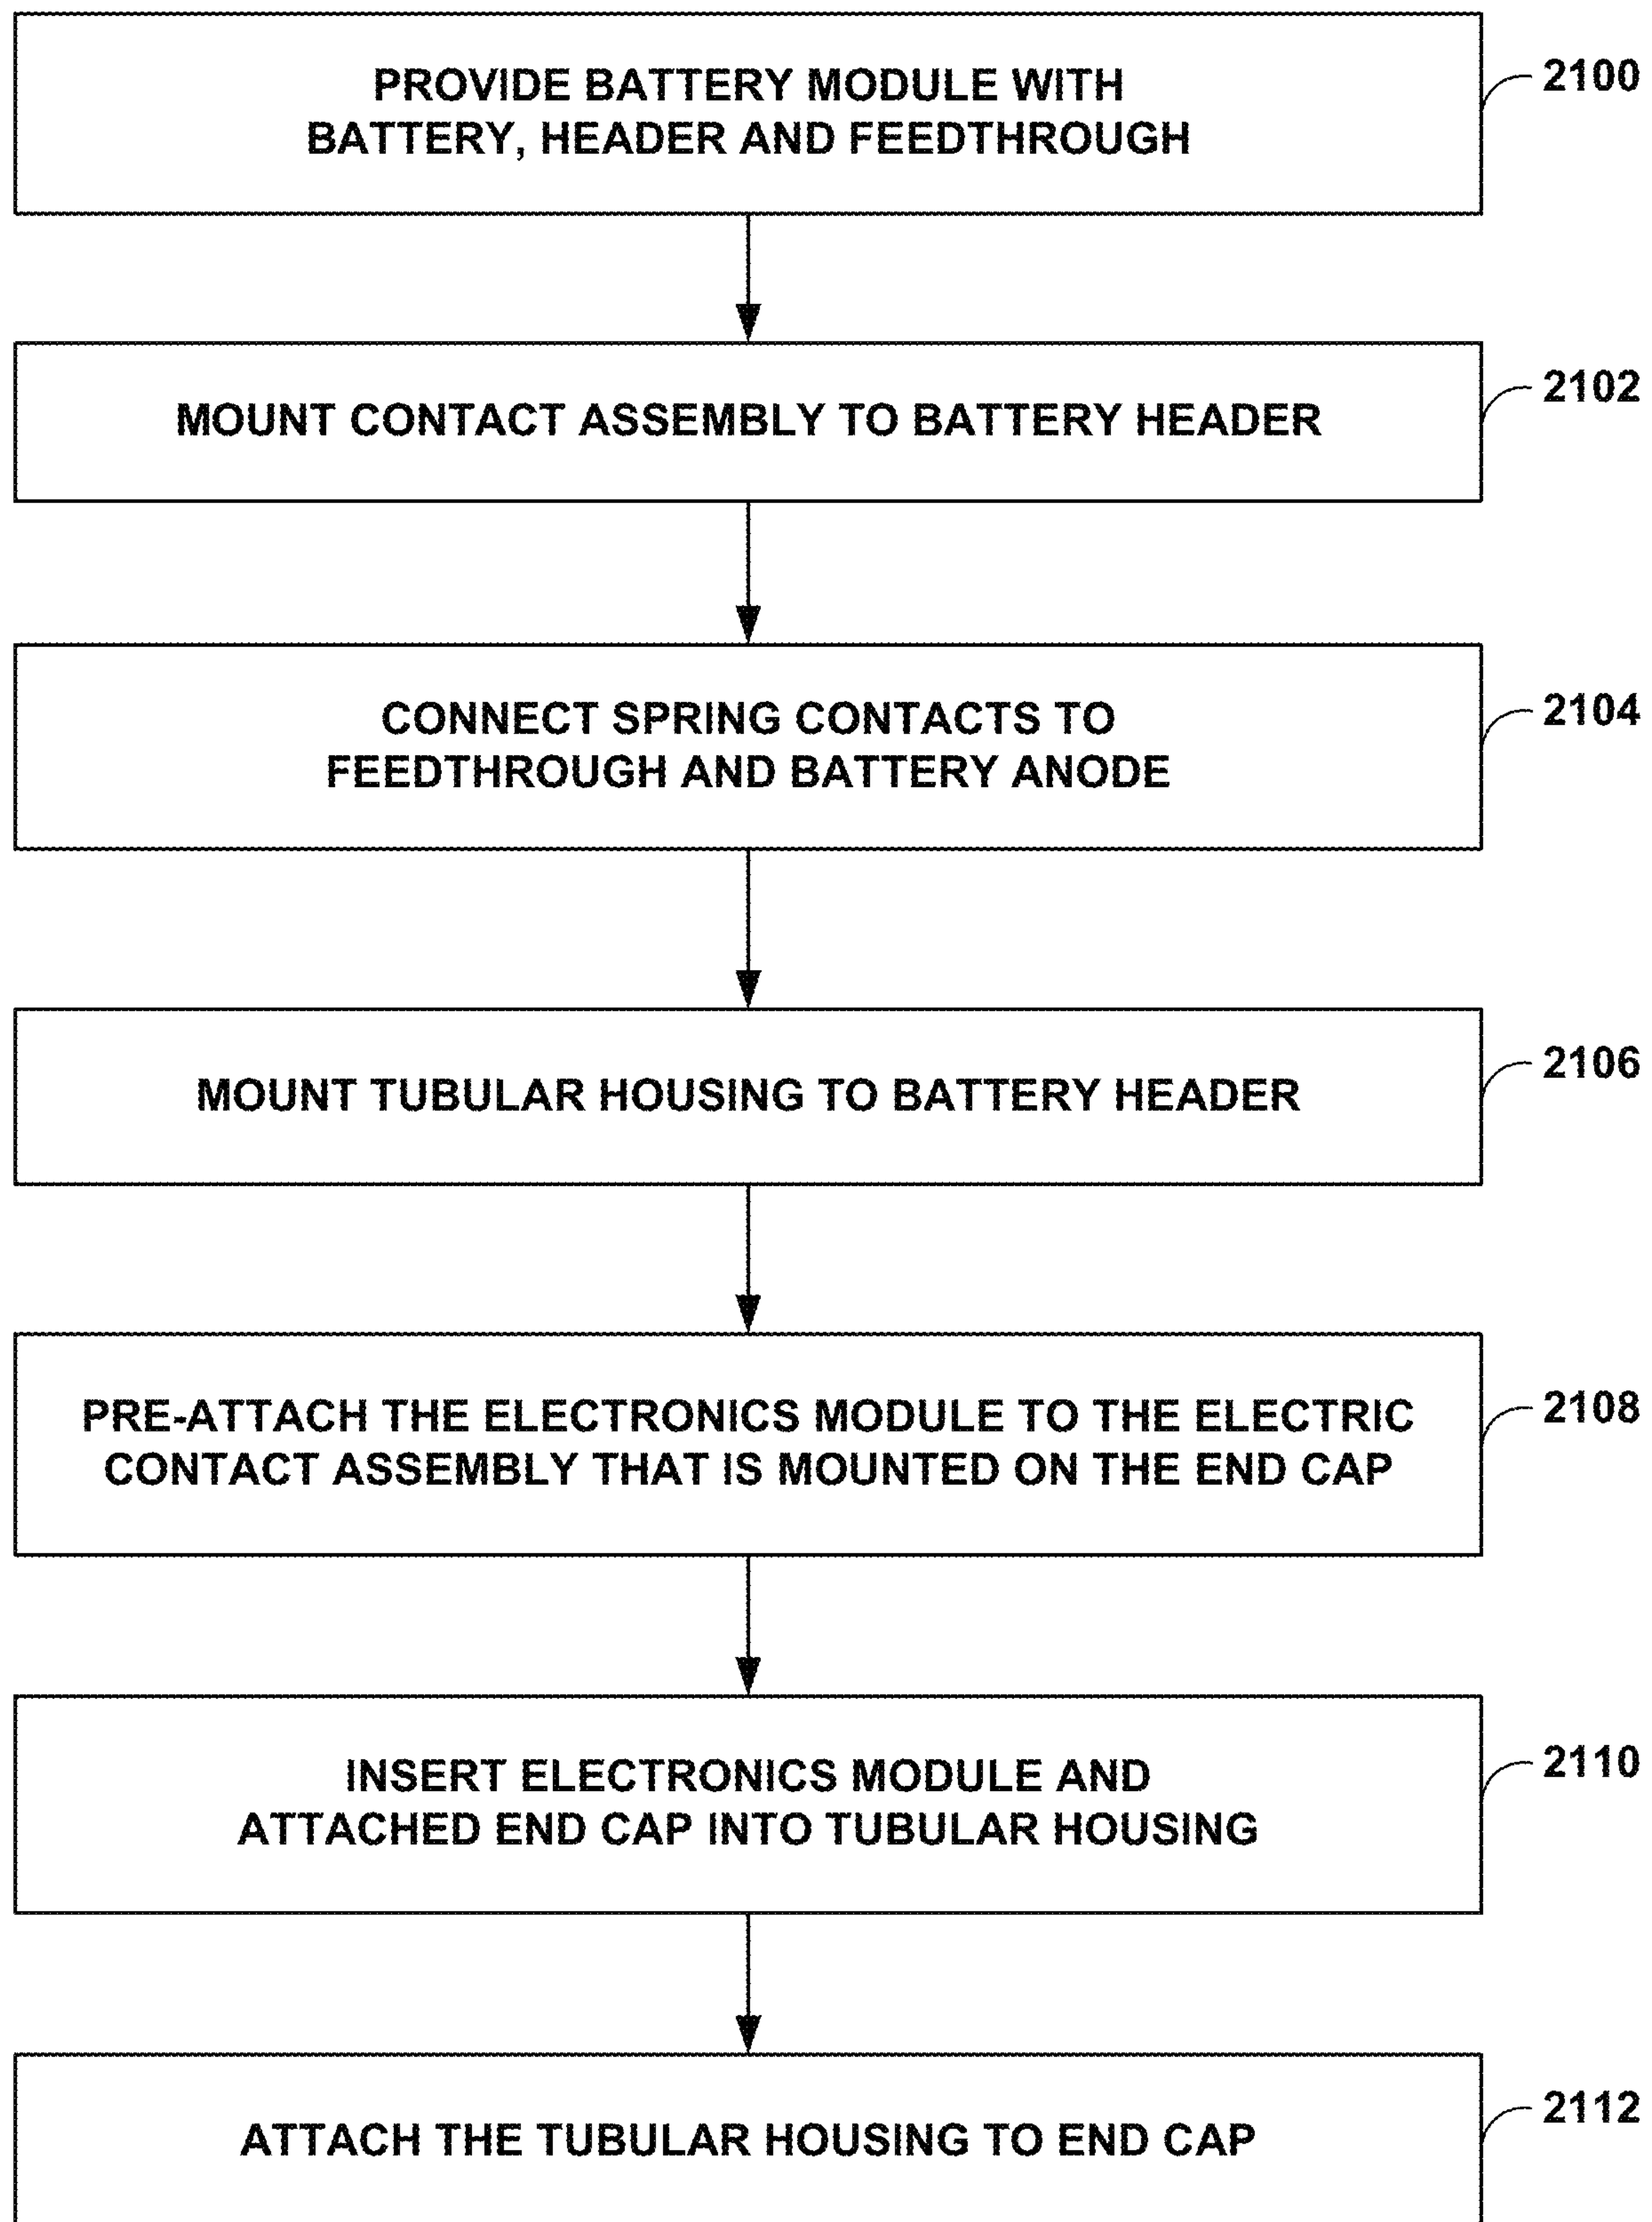 PROVIDE BATTERY MODULE WITH
BATTERY, HEADER AND FEEDTHROUGH
2100
MOUNT CONTACT ASSEMBLY TO BATTERY HEADER
2102
CONNECT SPRING CONTACTS TO
FEEDTHROUGH AND BATTERY ANODE
2104
MOUNT TUBULAR HOUSING TO BATTERY HEADER
2106
PRE-ATTACH THE ELECTRONICS MODULE TO THE ELECTRIC
CONTACT ASSEMBLY THAT IS MOUNTED ON THE END CAP
2108
INSERT ELECTRONICS MODULE AND
ATTACHED END CAP INTO TUBULAR HOUSING
2110
ATTACH THE TUBULAR HOUSING TO END CAP
2112